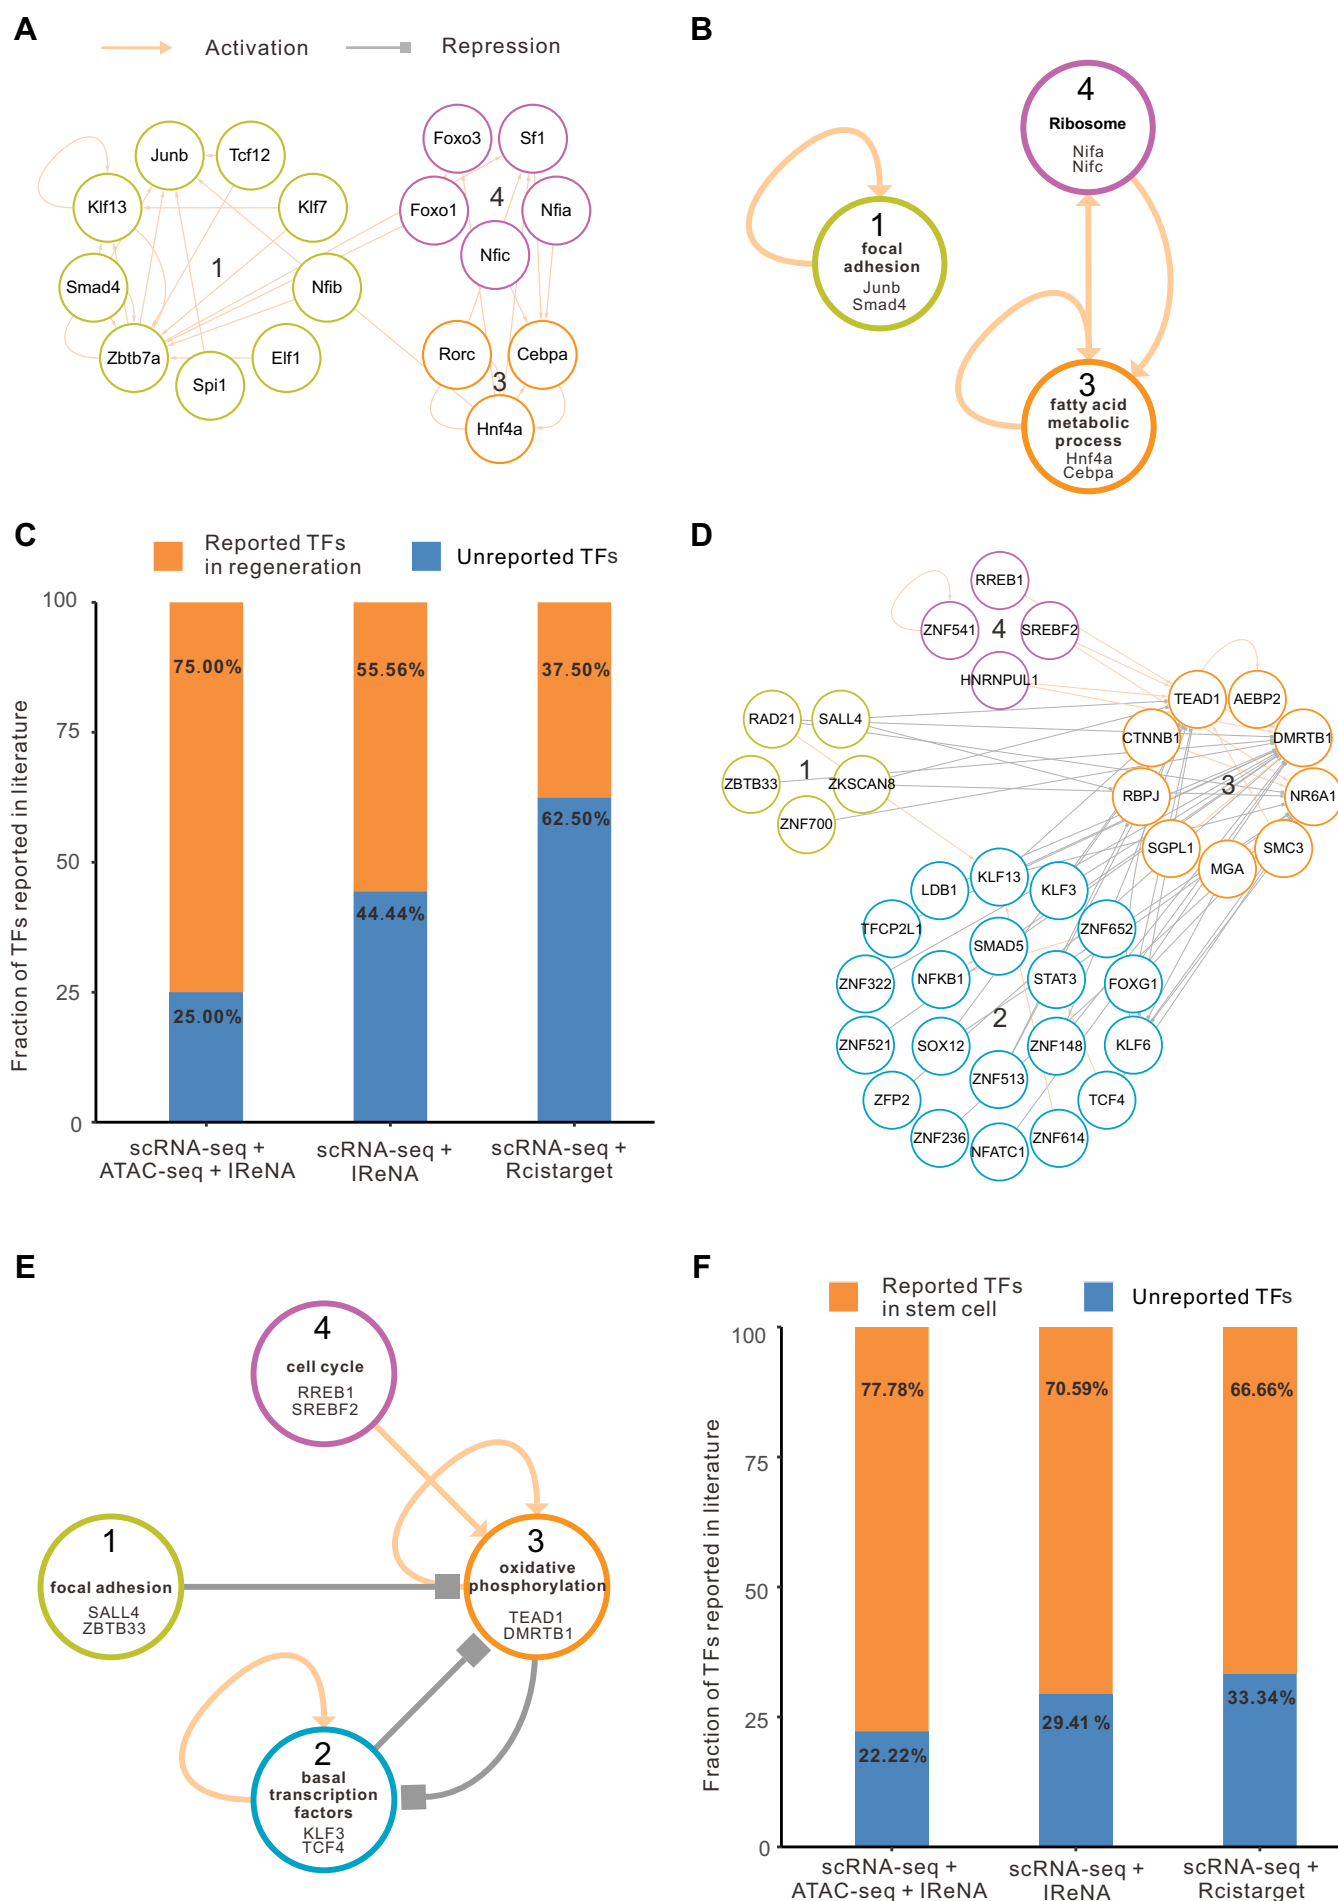 A
Activation
Repression
Foxo3
Sf1
Junb
Tcf12
Klf13
Klf7
Foxo1
4
Nfia
Nfic
Smad4
1
Nfib
Zbtb7a
Elf1
Spi1
Rorc
Cebpa
3
Hnf4a
B
4
Ribosome
Nifa
Nifc
1
focal
adhesion
Junb
Smad4
3
fatty acid
metabolic
process
Hnf4a
Cebpa
C
Reported TFs
in regeneration
Unreported TFs
Fraction of TFs reported in literature
100
75
50
25
0
75.00%
55.56%
37.50%
25.00%
44.44%
62.50%
scRNA-seq +
ATAC-seq + IReNA
scRNA-seq +
IReNA
scRNA-seq +
Rcistarget
D
RREB1
ZNF541
4
SREBF2
HNRNPUL1
RAD21
SALL4
ZBTB33
1
ZKSCAN8
ZNF700
TEAD1
AEBP2
CTNNB1
DMRTB1
RBPJ
3
NR6A1
SGPL1
MGA
SMC3
KLF13
LDB1
KLF3
TFCP2L1
SMAD5
ZNF652
ZNF322
NFKB1
STAT3
FOXG1
2
ZNF521
SOX12
ZNF148
KLF6
ZNF513
ZFP2
TCF4
ZNF236
NFATC1
ZNF614
E
4
cell cycle
RREB1
SREBF2
1
focal adhesion
SALL4
ZBTB33
3
oxidative
phosphorylation
TEAD1
DMRTB1
2
basal
transcription
factors
KLF3
TCF4
F
Reported TFs
in stem cell
Unreported TFs
Fraction of TFs reported in literature
100
75
50
25
0
77.78%
70.59%
66.66%
22.22%
29.41 %
33.34%
scRNA-seq +
ATAC-seq + IReNA
scRNA-seq +
IReNA
scRNA-seq +
Rcistarget